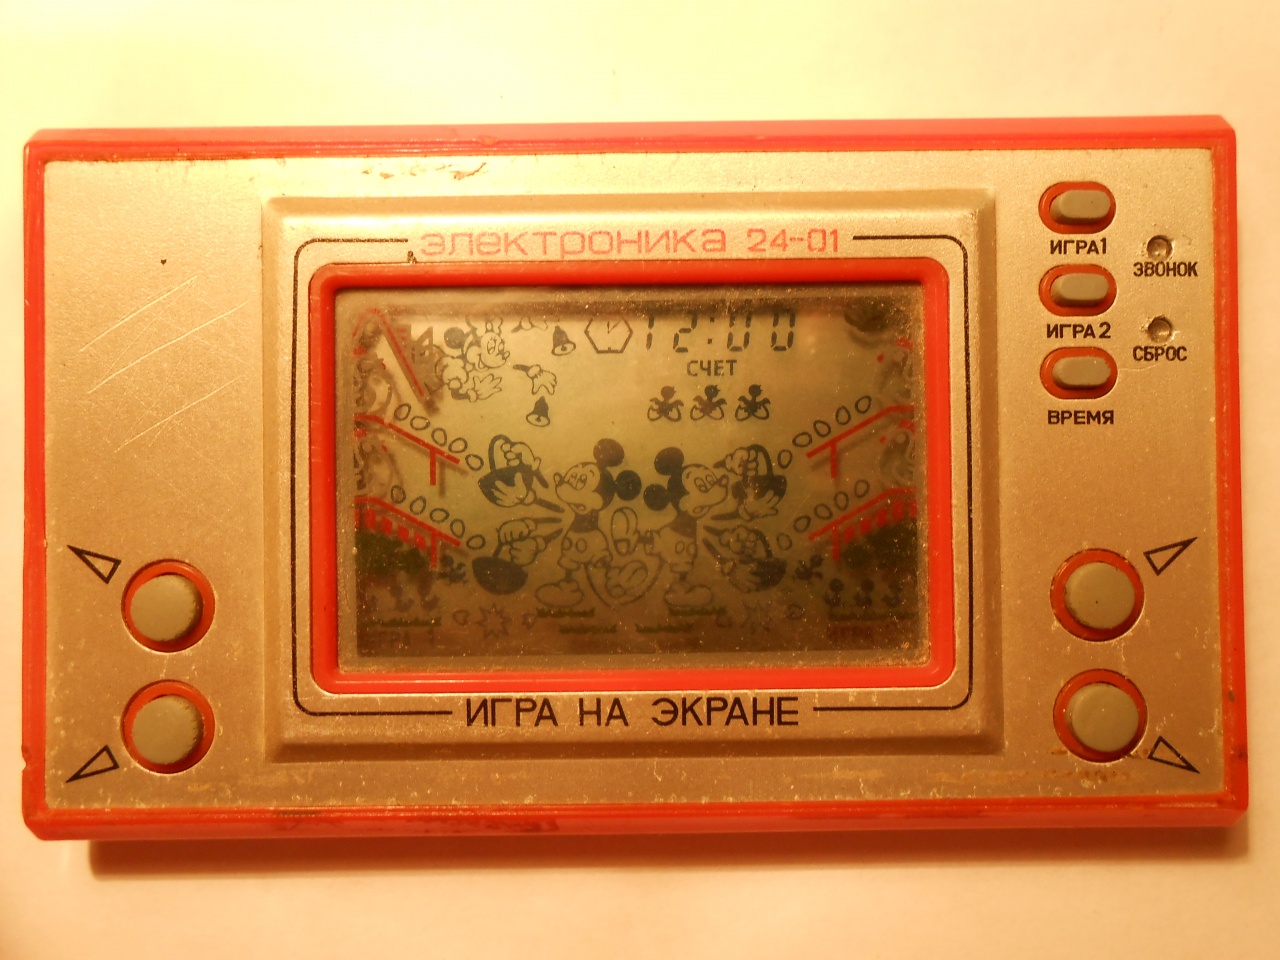 электроника 24-01
12:00
СЧЕТ
ИГРА НА ЭКРАНЕ
ИГРА1
ЗВОНОК
ИГРА2
СБРОС
ВРЕМЯ